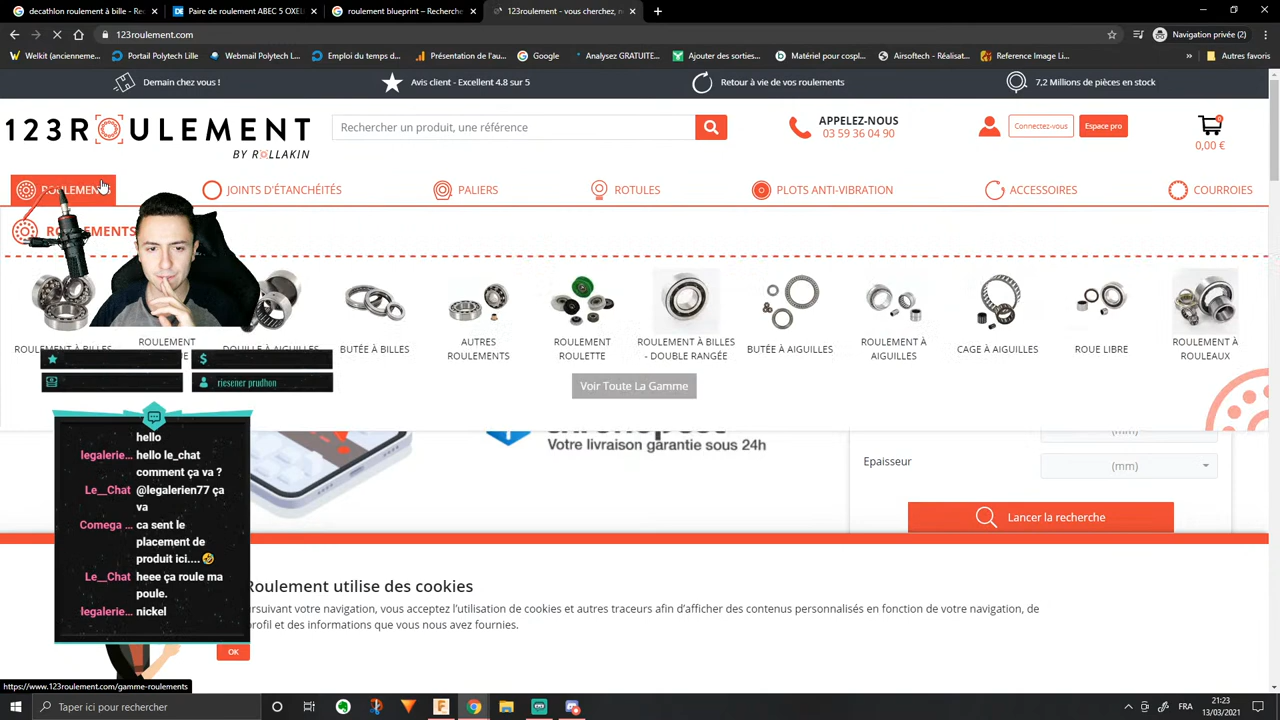 decathlon roulement à bille - Rec
Paire de roulement ABEC 5 OXEL
roulement blueprint - Recherche
123roulement - vous cherchez, n
123roulement.com
Navigation privée (2)
Welkit (ancienneme...
Portail Polytech Lille
Webmail Polytech L...
Emploi du temps d...
Présentation de l'au...
Google
Analysez GRATUITE...
Ajouter des sorties...
Matériel pour cospl...
Airsoftech - Réalisat...
Reference Image Li...
Autres favoris
Demain chez vous !
Avis client - Excellent 4.8 sur 5
Retour à vie de vos roulements
7,2 Millions de pièces en stock
123ROULEMENT
BY ROLLAKIN
Rechercher un produit, une référence
APPELEZ-NOUS
03 59 36 04 90
Connectez-vous
Espace pro
0
0,00 €
ROULEMENTS
JOINTS D'ÉTANCHÉITÉS
PALIERS
ROTULES
PLOTS ANTI-VIBRATION
ACCESSOIRES
COURROIES
ROULEMENTS
ROULEMENT À BILLES
ROULEMENT
DOUILLE À AIGUILLES
BUTÉE À BILLES
AUTRES
ROULEMENTS
ROULEMENT
ROULETTE
ROULEMENT À BILLES
- DOUBLE RANGÉE
BUTÉE À AIGUILLES
ROULEMENT À
AIGUILLES
CAGE À AIGUILLES
ROUE LIBRE
ROULEMENT À
ROULEAUX
Voir Toute La Gamme
riesener prudhon
Votre livraison garantie sous 24h
(mm)
Epaisseur
(mm)
Lancer la recherche
hello
legalerie... hello le_chat
comment ça va ?
Le__Chat @legalerien77 ça
va
Comega ... ca sent le
placement de
produit ici.... 🤣
Le__Chat heee ça roule ma
poule.
legalerie... nickel
Roulement utilise des cookies
rsuivant votre navigation, vous acceptez l'utilisation de cookies et autres traceurs afin d'afficher des contenus personnalisés en fonction de votre navigation, de
rofil et des informations que vous nous avez fournies.
OK
https://www.123roulement.com/gamme-roulements
Taper ici pour rechercher
FRA
21:23
13/03/2021